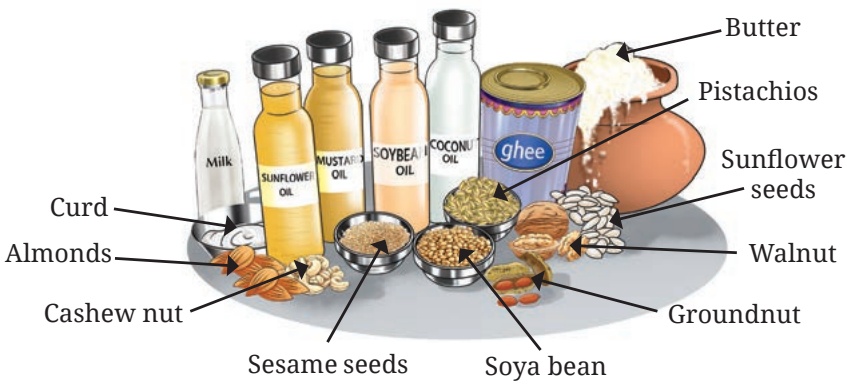 Butter
Pistachios
Sunflower
seeds
Walnut
Groundnut
Soya bean
Sesame seeds
Cashew nut
Almonds
Curd
Milk
SUNFLOWER
OIL
MUSTARD
OIL
SOYBEAN
OIL
COCONUT
OIL
ghee